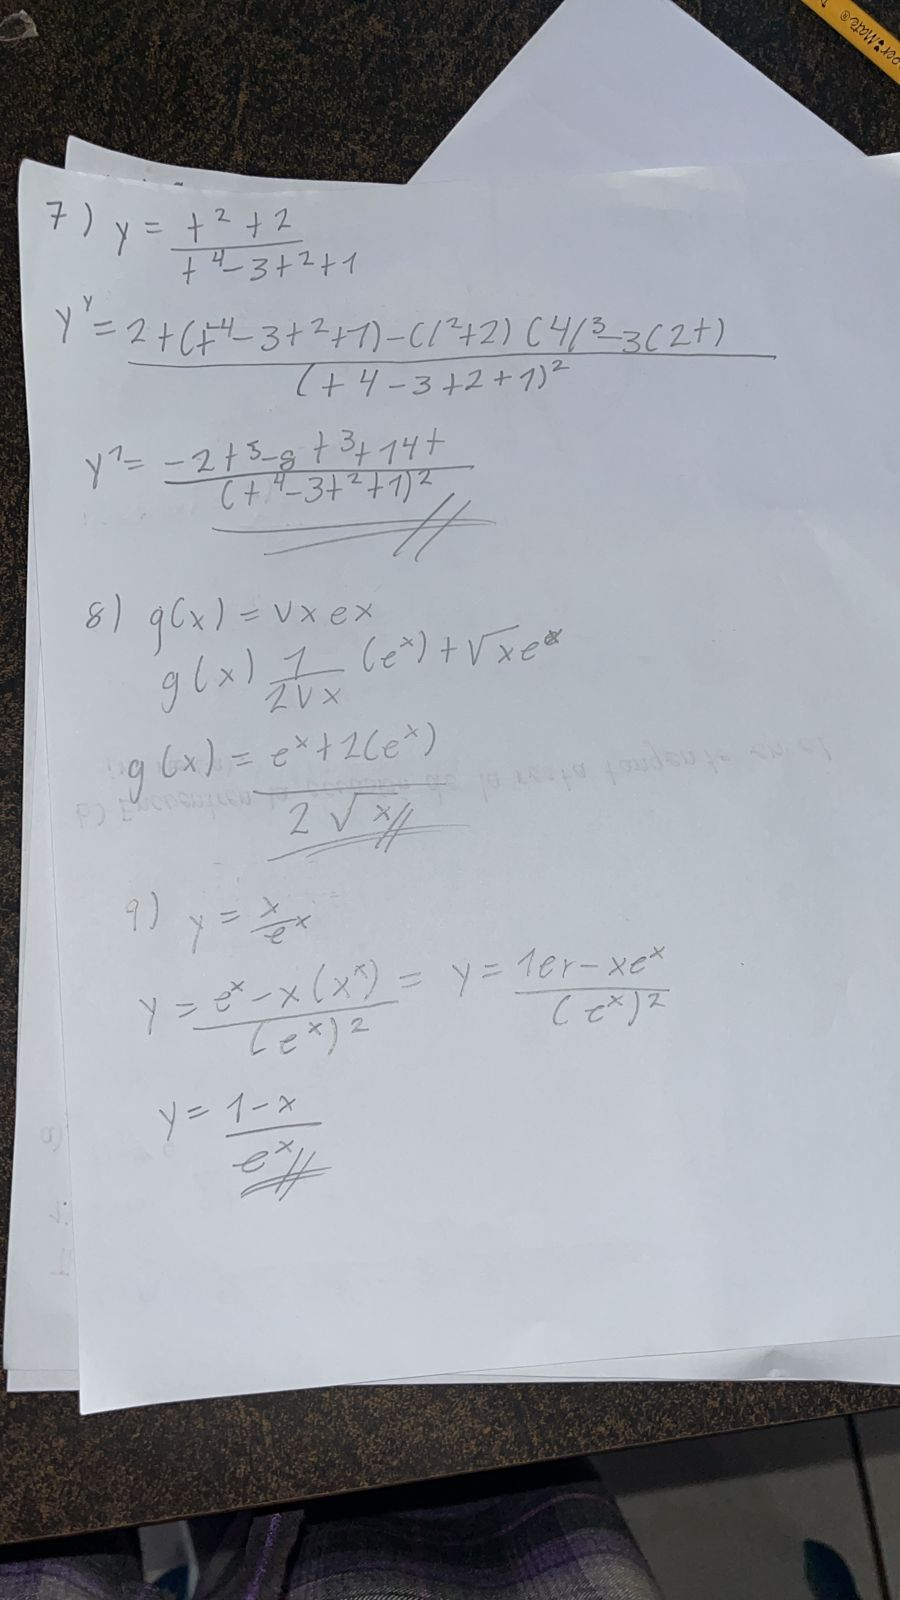 7) y = t² + 2 / t⁴ - 3t² + 1
y' = 2t(t⁴ - 3t² + 1) - (t² + 2) (4t³ - 3(2t) / (t4 - 3t2 + 1)²
y' = -2t⁵ - 8t³ + 14t / (t⁴ - 3t² + 1)²
8) g(x) = √x ex
g(x) 1 / 2√x (eˣ) + √x eˣ
g(x) = eˣ + 2(eˣ) / 2√x
9) y = x / eˣ
y = eˣ - x(xˣ) / (eˣ)² = y = 1er - xeˣ / (eˣ)²
y = 1 - x / eˣ